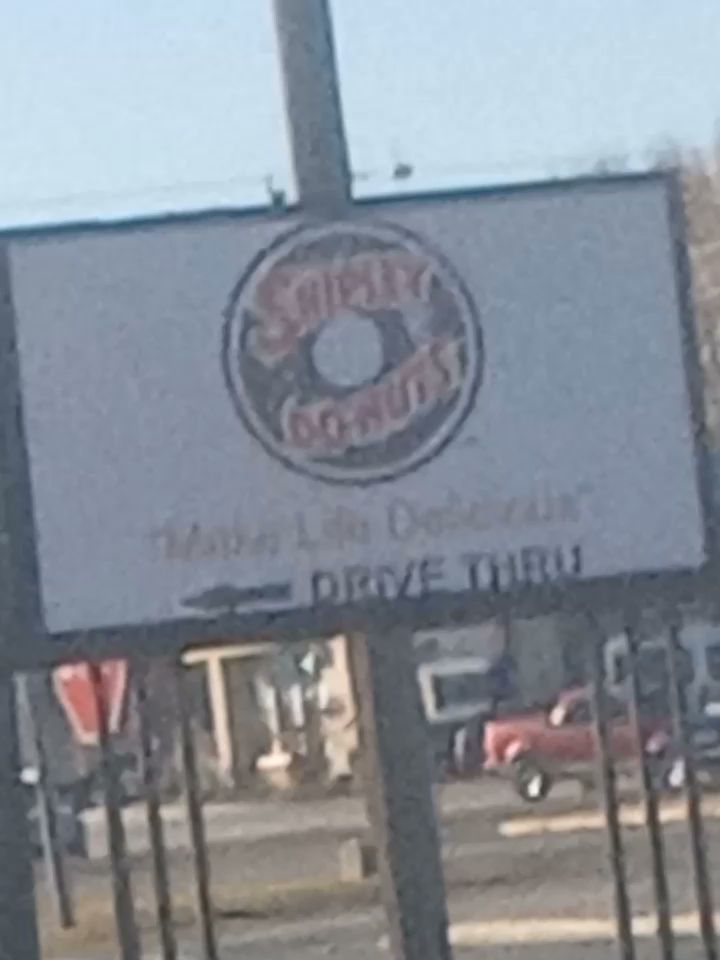 SHIPLEY
DO-NUTS
"Make Life Delicious"
DRIVE THRU